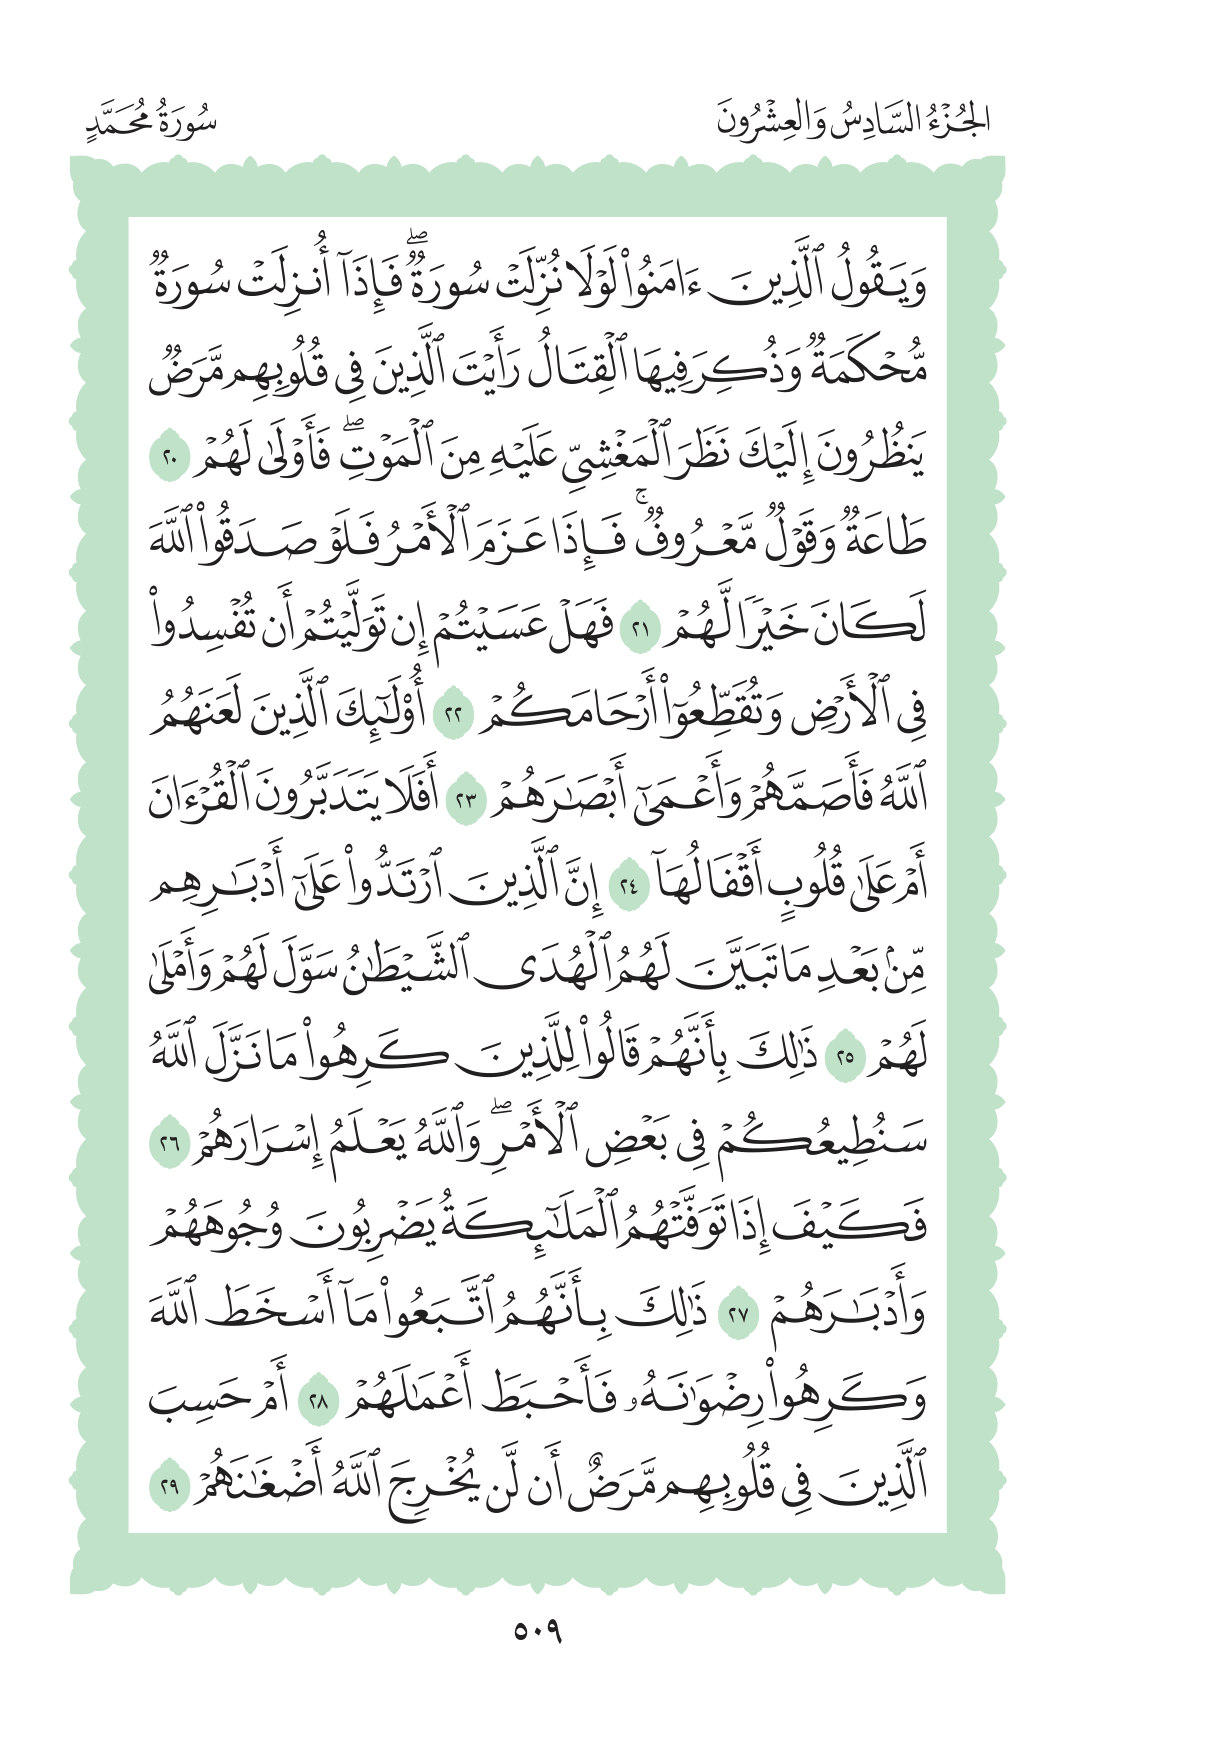 الجُزْءُ السَّادِسُ وَالعِشْرُونَ
سُورَةُ مُحَمَّدٍ
وَيَقُولُ ٱلَّذِينَ ءَامَنُواْ لَوۡلَا نُزِّلَتۡ سُورَةٞۖ فَإِذَآ أُنزِلَتۡ سُورَةٞ
مُّحۡكَمَةٞ وَذُكِرَ فِيهَا ٱلۡقِتَالُ رَأَيۡتَ ٱلَّذِينَ فِي قُلُوبِهِم مَّرَضٞ
يَنظُرُونَ إِلَيۡكَ نَظَرَ ٱلۡمَغۡشِيِّ عَلَيۡهِ مِنَ ٱلۡمَوۡتِۖ فَأَوۡلَىٰ لَهُمۡ ٢٠
طَاعَةٞ وَقَوۡلٞ مَّعۡرُوفٞۚ فَإِذَا عَزَمَ ٱلۡأَمۡرُ فَلَوۡ صَدَقُواْ ٱللَّهَ
لَكَانَ خَيۡرٗا لَّهُمۡ ٢١ فَهَلۡ عَسَيۡتُمۡ إِن تَوَلَّيۡتُمۡ أَن تُفۡسِدُواْ
فِي ٱلۡأَرۡضِ وَتُقَطِّعُوٓاْ أَرۡحَامَكُمۡ ٢٢ أُوْلَٰٓئِكَ ٱلَّذِينَ لَعَنَهُمُ
ٱللَّهُ فَأَصَمَّهُمۡ وَأَعۡمَىٰٓ أَبۡصَٰرَهُمۡ ٢٣ أَفَلَا يَتَدَبَّرُونَ ٱلۡقُرۡءَانَ
أَمۡ عَلَىٰ قُلُوبٍ أَقۡفَالُهَآ ٢٤ إِنَّ ٱلَّذِينَ ٱرۡتَدُّواْ عَلَىٰٓ أَدۡبَٰرِهِم
مِّنۢ بَعۡدِ مَا تَبَيَّنَ لَهُمُ ٱلۡهُدَى ٱلشَّيۡطَٰنُ سَوَّلَ لَهُمۡ وَأَمۡلَىٰ
لَهُمۡ ٢٥ ذَٰلِكَ بِأَنَّهُمۡ قَالُواْ لِلَّذِينَ كَرِهُواْ مَا نَزَّلَ ٱللَّهُ
سَنُطِيعُكُمۡ فِي بَعۡضِ ٱلۡأَمۡرِۖ وَٱللَّهُ يَعۡلَمُ إِسۡرَارَهُمۡ ٢٦
فَكَيۡفَ إِذَا تَوَفَّتۡهُمُ ٱلۡمَلَٰٓئِكَةُ يَضۡرِبُونَ وُجُوهَهُمۡ
وَأَدۡبَٰرَهُمۡ ٢٧ ذَٰلِكَ بِأَنَّهُمُ ٱتَّبَعُواْ مَآ أَسۡخَطَ ٱللَّهَ
وَكَرِهُواْ رِضۡوَٰنَهُۥ فَأَحۡبَطَ أَعۡمَٰلَهُمۡ ٢٨ أَمۡ حَسِبَ
ٱلَّذِينَ فِي قُلُوبِهِم مَّرَضٌ أَن لَّن يُخۡرِجَ ٱللَّهُ أَضۡغَٰنَهُمۡ ٢٩
٥٠٩